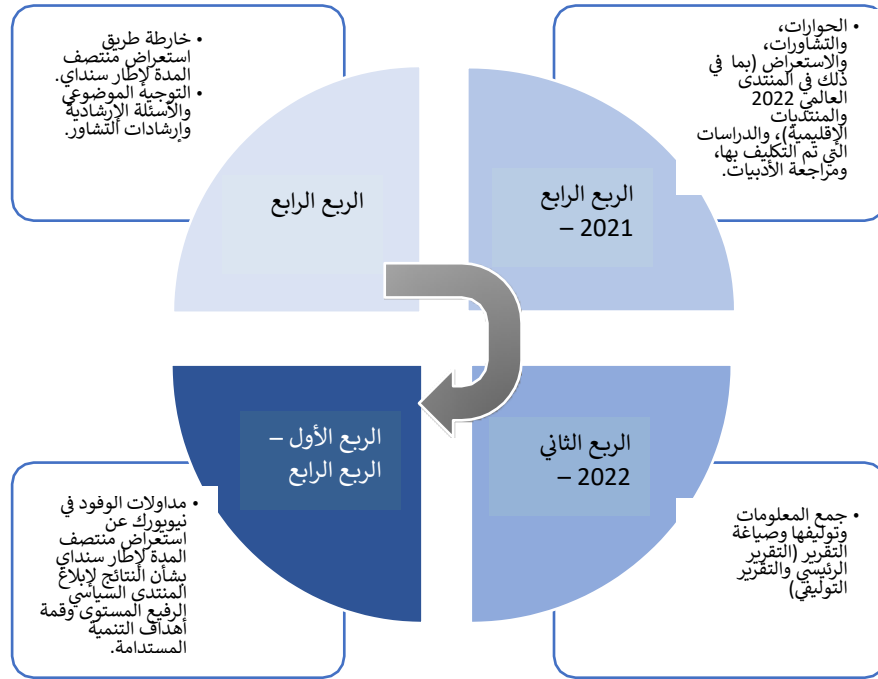 • خارطة طريق
استعراض منتصف
المدة لإطار سنداي.
• التوجيه الموضوعي
والأسئلة الإرشادية
وإرشادات التشاور.
الربع الرابع
• الحوارات،
والتشاورات،
والاستعراض (بما في
ذلك في المنتدى
العالمي 2022
والمنتديات
الإقليمية)، والدراسات
التي تم التكليف بها،
ومراجعة الأدبيات.
الربع الرابع
2021 –
الربع الثاني
2022 –
• جمع المعلومات
وتوليفها وصياغة
التقرير (التقرير
الرئيسي والتقرير
التوليفي)
الربع الأول –
الربع الرابع
• مداولات الوفود في
نيويورك عن
استعراض منتصف
المدة لإطار سنداي
بشأن النتائج لإبلاغ
المنتدى السياسي
الرفيع المستوى وقمة
أهداف التنمية
المستدامة.